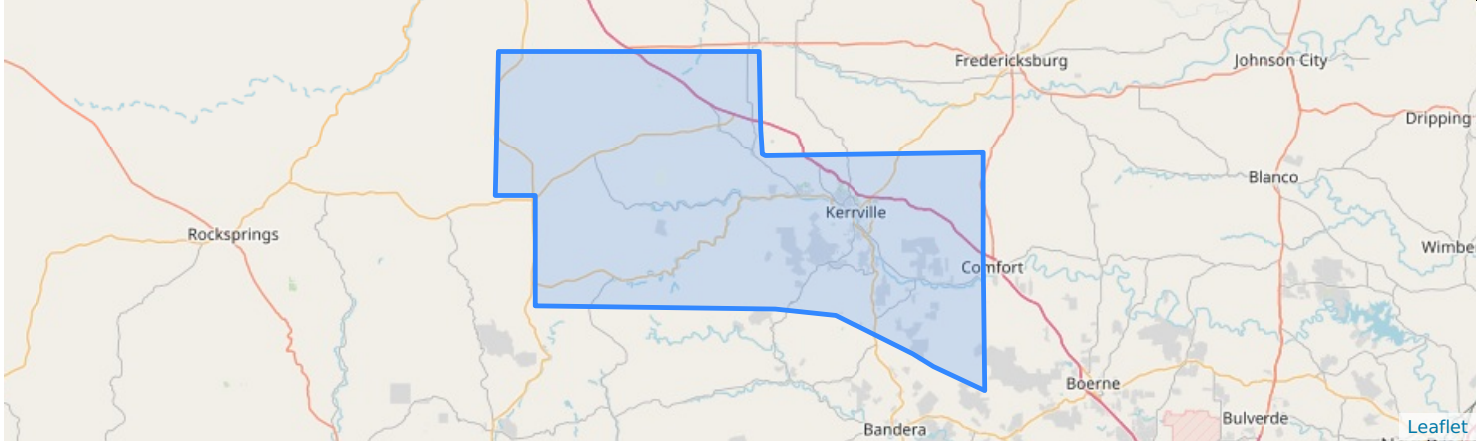 Fredericksburg
Johnson City
Dripping
Blanco
Kerrville
Rocksprings
Wimbe
Comfort
Boerne
Bulverde
Bandera
Leaflet